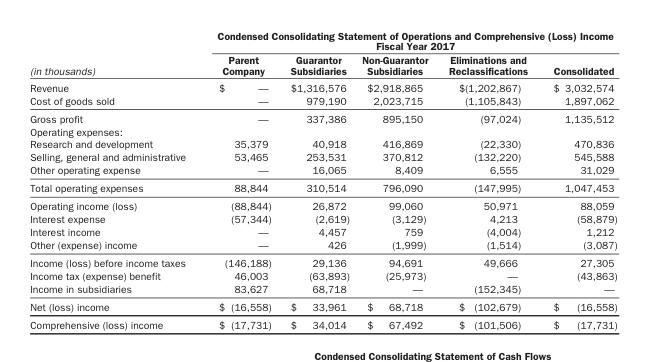 Condensed Consolidating Statement of Operations and Comprehensive (Loss) Income
Fiscal Year 2017
(in thousands) Parent Company Guarantor Subsidiaries Non-Guarantor Subsidiaries Eliminations and Reclassifications Consolidated
Revenue $ — $1,316,576 $2,918,865 $(1,202,867) $ 3,032,574
Cost of goods sold — 979,190 2,023,715 (1,105,843) 1,897,062
Gross profit — 337,386 895,150 (97,024) 1,135,512
Operating expenses:
Research and development 35,379 40,918 416,869 (22,330) 470,836
Selling, general and administrative 53,465 253,531 370,812 (132,220) 545,588
Other operating expense — 16,065 8,409 6,555 31,029
Total operating expenses 88,844 310,514 796,090 (147,995) 1,047,453
Operating income (loss) (88,844) 26,872 99,060 50,971 88,059
Interest expense (57,344) (2,619) (3,129) 4,213 (58,879)
Interest income — 4,457 759 (4,004) 1,212
Other (expense) income — 426 (1,999) (1,514) (3,087)
Income (loss) before income taxes (146,188) 29,136 94,691 49,666 27,305
Income tax (expense) benefit 46,003 (63,893) (25,973) — (43,863)
Income in subsidiaries 83,627 68,718 — (152,345) —
Net (loss) income $ (16,558) $ 33,961 $ 68,718 $ (102,679) $ (16,558)
Comprehensive (loss) income $ (17,731) $ 34,014 $ 67,492 $ (101,506) $ (17,731)
Condensed Consolidating Statement of Cash Flows